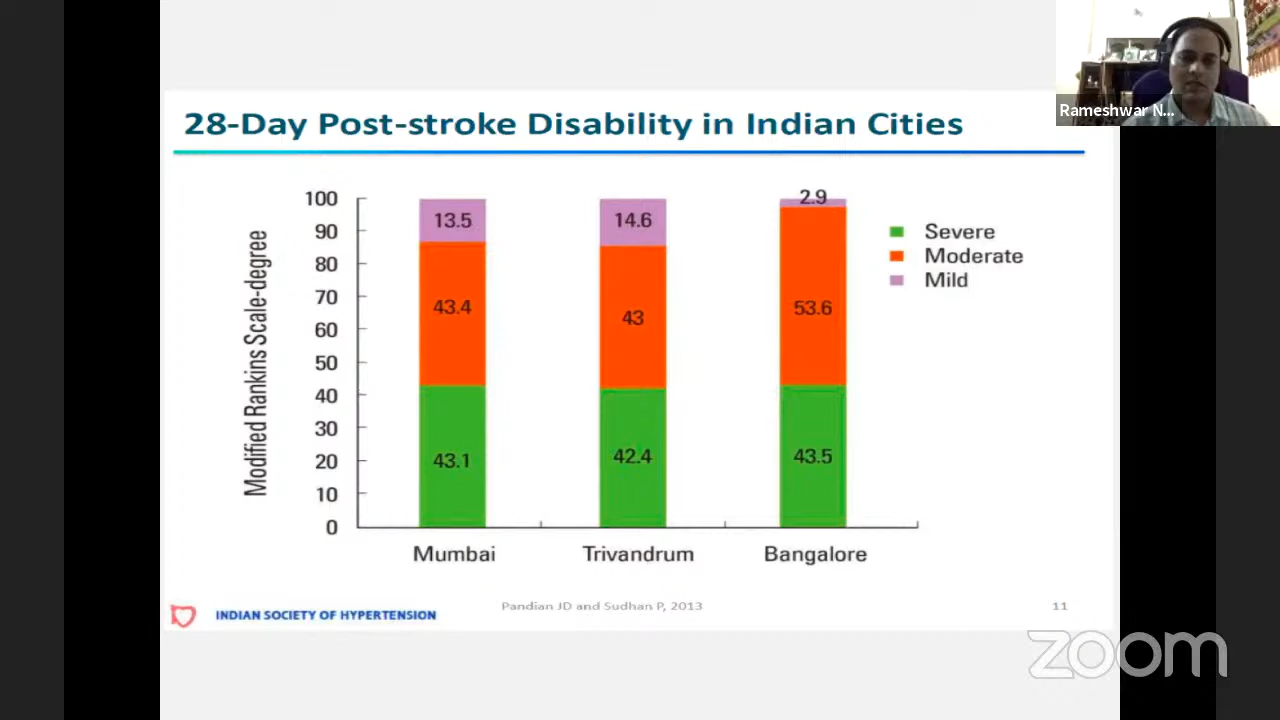 Rameshwar N...
28-Day Post-stroke Disability in Indian Cities
Modified Rankins Scale-degree
100
90
80
70
60
50
40
30
20
10
0
13.5
43.4
43.1
14.6
43
42.4
2.9
53.6
43.5
Mumbai
Trivandrum
Bangalore
Severe
Moderate
Mild
INDIAN SOCIETY OF HYPERTENSION
Pandian JD and Sudhan P, 2013
11
zoom